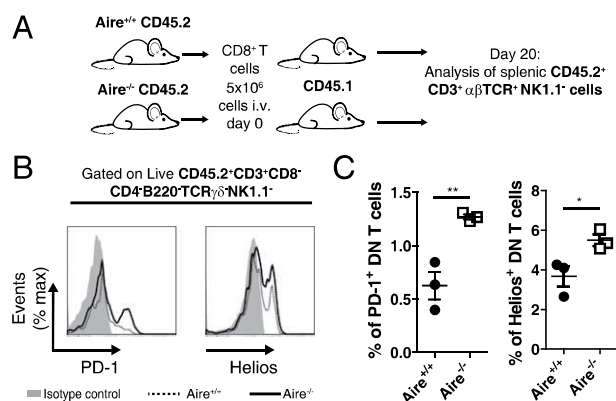 A
Aire+/+ CD45.2
Aire-/- CD45.2
CD8+ T
cells
5x10⁶
cells i.v.
day 0
CD45.1
Day 20:
Analysis of splenic CD45.2+
CD3+ αβTCR+ NK1.1- cells
B
Gated on Live CD45.2+CD3+CD8-
CD4-B220-TCRγδ-NK1.1-
Events
(% max)
PD-1
Helios
Isotype control
Aire+/+
Aire-/-
C
% of PD-1+ DN T cells
1.5
1.0
0.5
0.0
**
Aire+/+
Aire-/-
% of Helios+ DN T cells
8
6
4
2
0
*
Aire+/+
Aire-/-